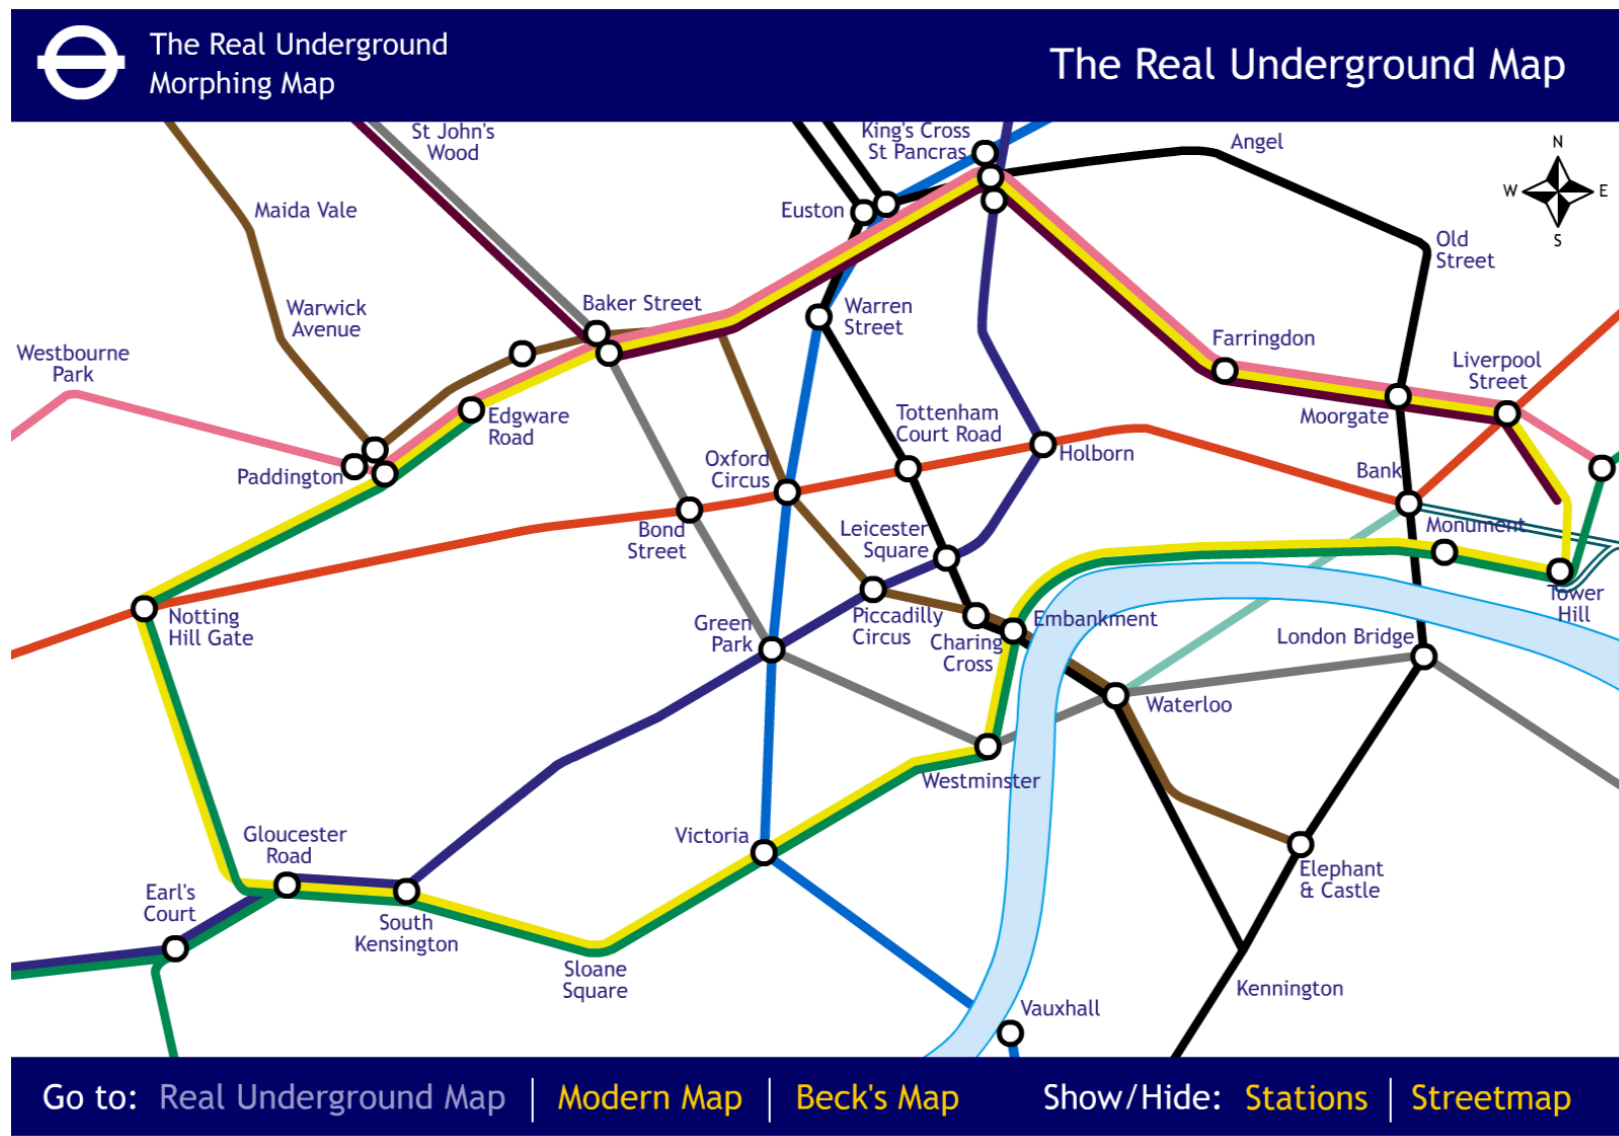 The Real Underground
Morphing Map
The Real Underground Map
St John's
Wood
King's Cross
St Pancras
Angel
N
W
E
S
Maida Vale
Euston
Old
Street
Warwick
Avenue
Baker Street
Warren
Street
Farringdon
Westbourne
Park
Liverpool
Street
Edgware
Road
Tottenham
Court Road
Moorgate
Paddington
Oxford
Circus
Holborn
Bank
Bond
Street
Leicester
Square
Monument
Notting
Hill Gate
Green
Park
Piccadilly
Circus
Charing
Cross
Embankment
Tower
Hill
London Bridge
Waterloo
Westminster
Victoria
Gloucester
Road
Earl's
Court
South
Kensington
Elephant
& Castle
Sloane
Square
Kennington
Vauxhall
Go to: Real Underground Map | Modern Map | Beck's Map Show/Hide: Stations | Streetmap